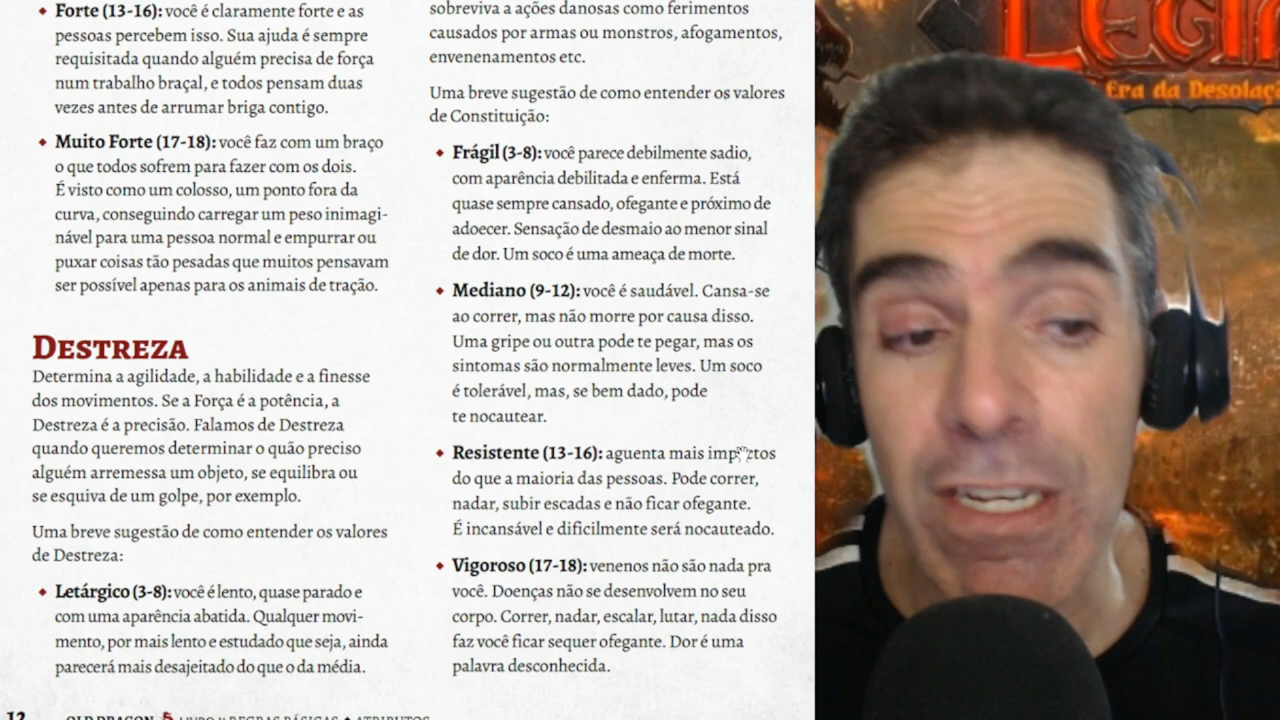 Forte (13-16): você é claramente forte e as
pessoas percebem isso. Sua ajuda é sempre
requisitada quando alguém precisa de força
num trabalho braçal, e todos pensam duas
vezes antes de arrumar briga contigo.
Muito Forte (17-18): você faz com um braço
o que todos sofrem para fazer com os dois.
É visto como um colosso, um ponto fora da
curva, conseguindo carregar um peso inimagi-
nável para uma pessoa normal e empurrar ou
puxar coisas tão pesadas que muitos pensavam
ser possível apenas para os animais de tração.
DESTREZA
Determina a agilidade, a habilidade e a finesse
dos movimentos. Se a Força é a potência, a
Destreza é a precisão. Falamos de Destreza
quando queremos determinar o quão preciso
alguém arremessa um objeto, se equilibra ou
se esquiva de um golpe, por exemplo.
Uma breve sugestão de como entender os valores
de Destreza:
Letárgico (3-8): você é lento, quase parado e
com uma aparência abatida. Qualquer movi-
mento, por mais lento e estudado que seja, ainda
parecerá mais desajeitado do que o da média.
sobreviva a ações danosas como ferimentos
causados por armas ou monstros, afogamentos,
envenenamentos etc.
Uma breve sugestão de como entender os valores
de Constituição:
Frágil (3-8): você parece debilmente sadio,
com aparência debilitada e enferma. Está
quase sempre cansado, ofegante e próximo de
adoecer. Sensação de desmaio ao menor sinal
de dor. Um soco é uma ameaça de morte.
Mediano (9-12): você é saudável. Cansa-se
ao correr, mas não morre por causa disso.
Uma gripe ou outra pode te pegar, mas os
sintomas são normalmente leves. Um soco
é tolerável, mas, se bem dado, pode
te nocautear.
Resistente (13-16): aguenta mais impactos
do que a maioria das pessoas. Pode correr,
nadar, subir escadas e não ficar ofegante.
É incansável e dificilmente será nocauteado.
Vigoroso (17-18): venenos não são nada pra
você. Doenças não se desenvolvem no seu
corpo. Correr, nadar, escalar, lutar, nada disso
faz você ficar sequer ofegante. Dor é uma
palavra desconhecida.
12 OLD DRAGON REGRAS BÁSICAS ATRIBUTOS
Era da